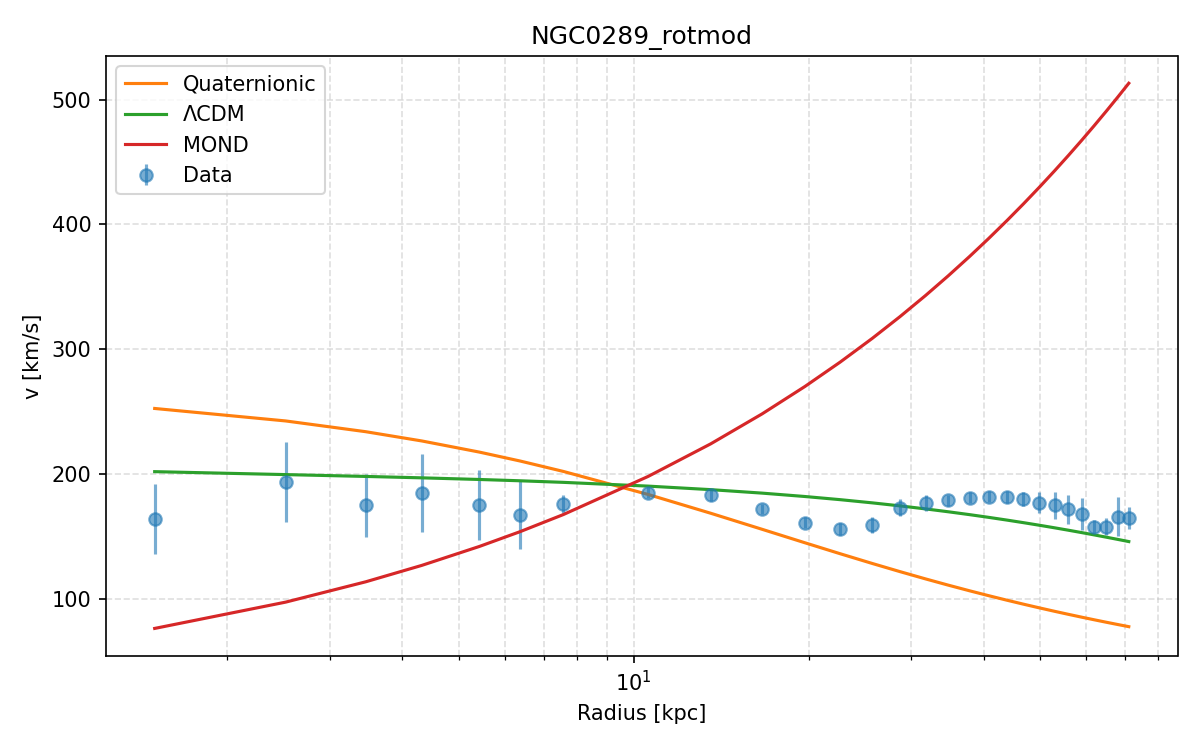 NGC0289_rotmod
Quaternionic
ΛCDM
MOND
Data
500
400
300
200
100
v [km/s]
10¹
Radius [kpc]